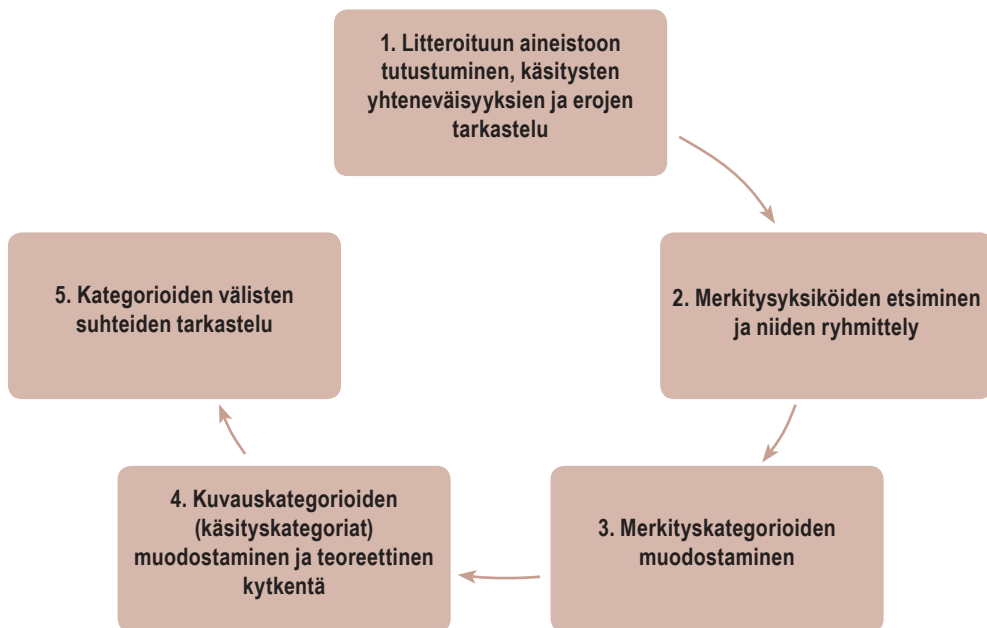 1. Litteroituun aineistoon
tutustuminen, käsitysten
yhteneväisyyksien ja erojen
tarkastelu
2. Merkitysyksiköiden etsiminen
ja niiden ryhmittely
3. Merkityskategorioiden
muodostaminen
4. Kuvauskategorioiden
(käsityskategoriat)
muodostaminen ja teoreettinen
kytkentä
5. Kategorioiden välisten
suhteiden tarkastelu